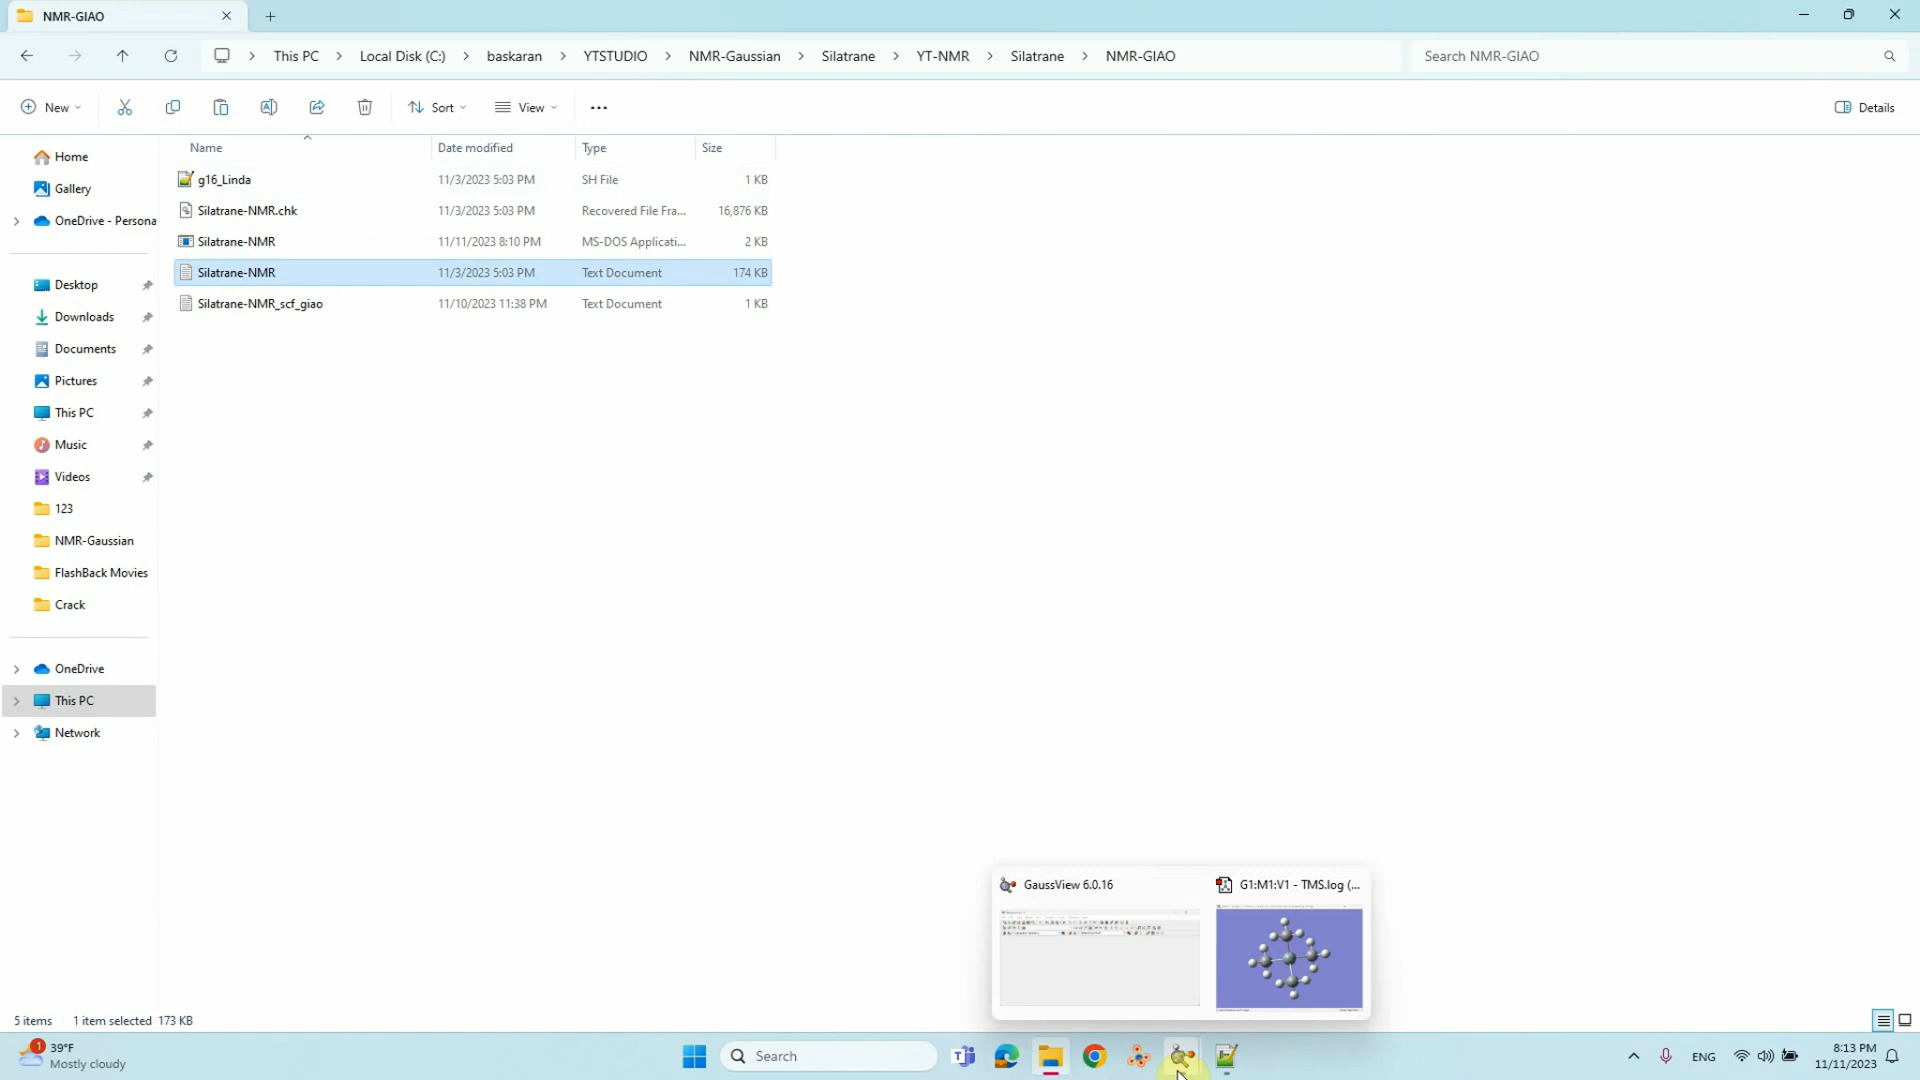 NMR-GIAO
This PC > Local Disk (C:) > baskaran > YTSTUDIO > NMR-Gaussian > Silatrane > YT-NMR > Silatrane > NMR-GIAO
Search NMR-GIAO
New
Sort
View
Details
Name Date modified Type Size
g16_Linda 11/3/2023 5:03 PM SH File 1 KB
Silatrane-NMR.chk 11/3/2023 5:03 PM Recovered File Fra... 16,876 KB
Silatrane-NMR 11/11/2023 8:10 PM MS-DOS Applicati... 2 KB
Silatrane-NMR 11/3/2023 5:03 PM Text Document 174 KB
Silatrane-NMR_scf_giao 11/10/2023 11:38 PM Text Document 1 KB
Home
Gallery
OneDrive - Persona
Desktop
Downloads
Documents
Pictures
This PC
Music
Videos
123
NMR-Gaussian
FlashBack Movies
Crack
OneDrive
This PC
Network
GaussView 6.0.16
G1:M1:V1 - TMS.log (...
5 items 1 item selected 173 KB
1
39°F
Mostly cloudy
Search
ENG
8:13 PM
11/11/2023